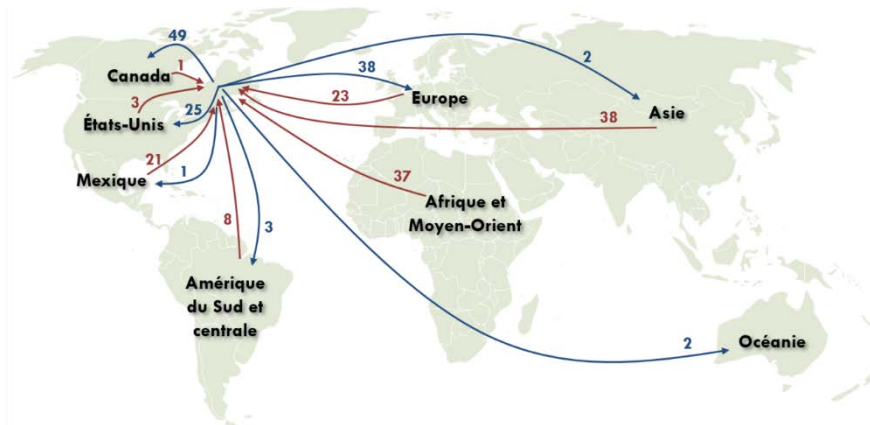 49
2
1
Canada
38
3
23
Europe
Asie
25
38
États-Unis
21
Mexique
1
37
Afrique et
Moyen-Orient
8
3
Amérique
du Sud et
centrale
2
Océanie